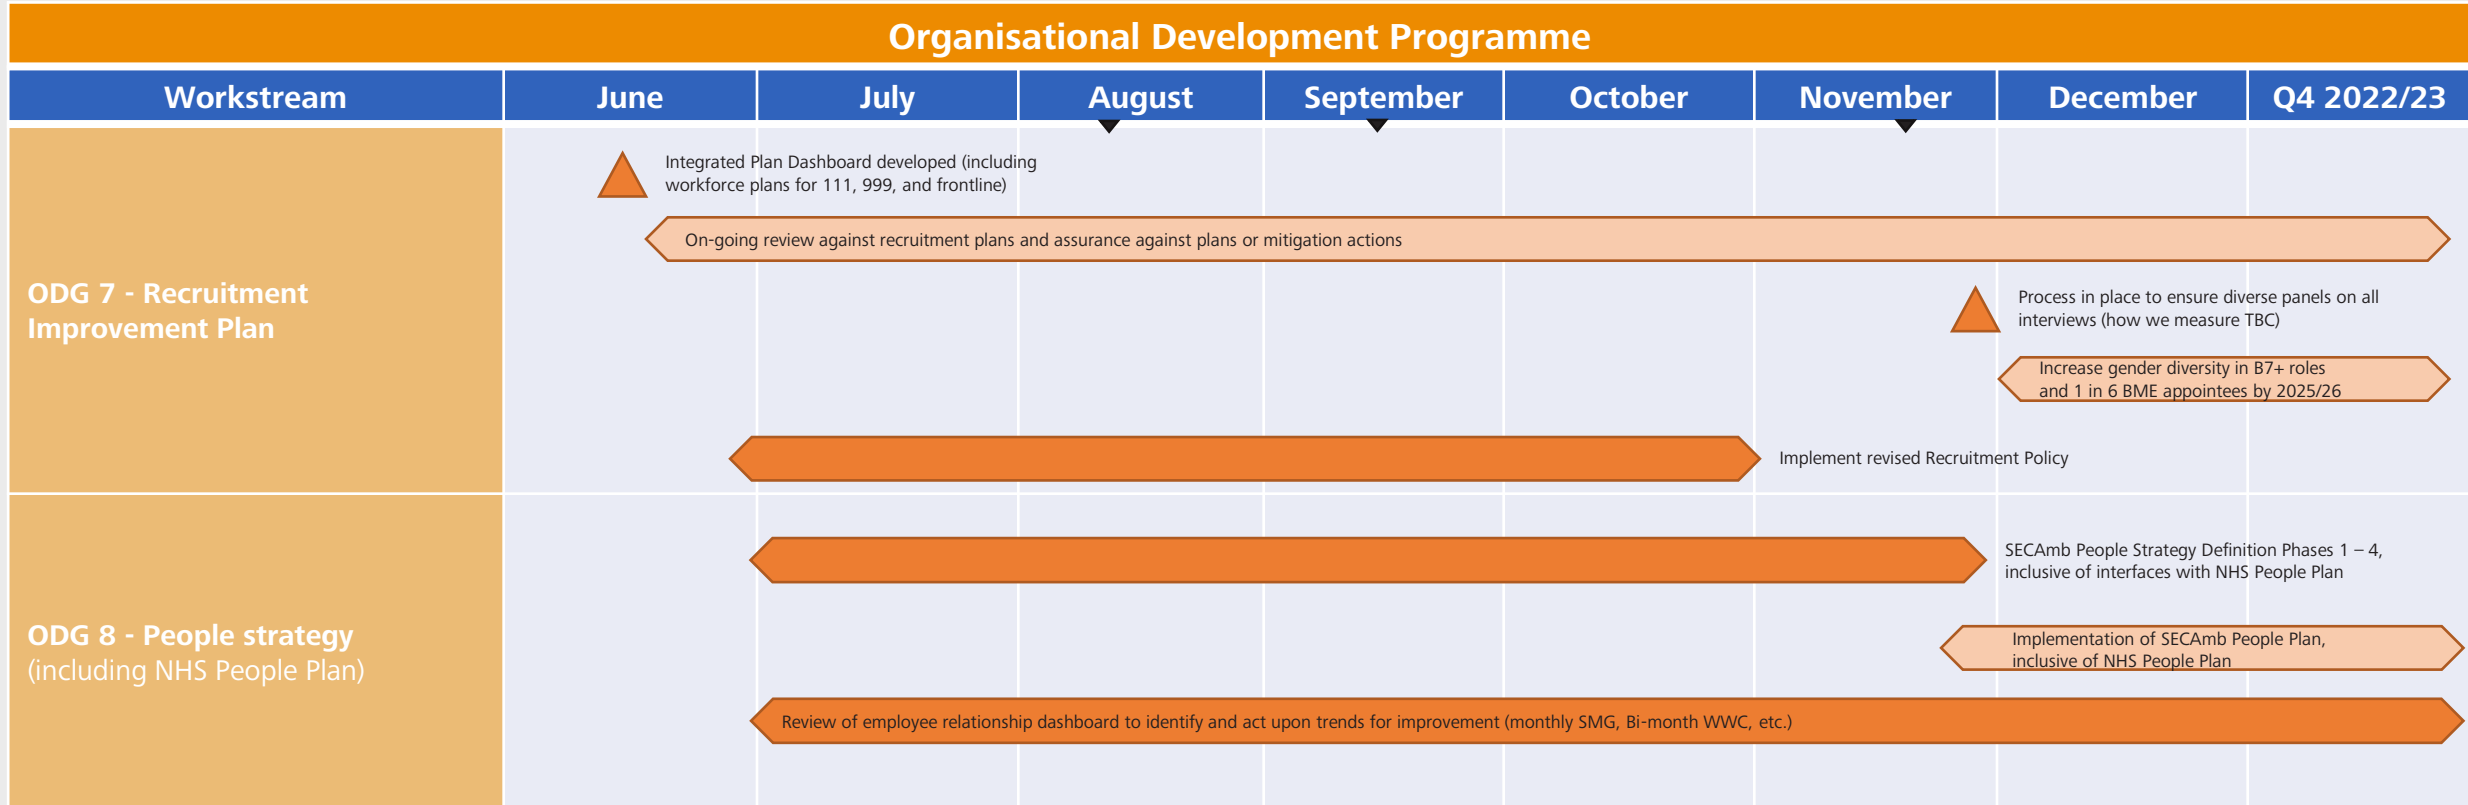 Organisational Development Programme
Workstream
June
July
August
September
October
November
December
Q4 2022/23
ODG 7 - Recruitment
Improvement Plan
Integrated Plan Dashboard developed (including
workforce plans for 111, 999, and frontline)
On-going review against recruitment plans and assurance against plans or mitigation actions
Process in place to ensure diverse panels on all
interviews (how we measure TBC)
Increase gender diversity in B7+ roles
and 1 in 6 BME appointees by 2025/26
Implement revised Recruitment Policy
ODG 8 - People strategy
(including NHS People Plan)
SECAmb People Strategy Definition Phases 1 – 4,
inclusive of interfaces with NHS People Plan
Implementation of SECAmb People Plan,
inclusive of NHS People Plan
Review of employee relationship dashboard to identify and act upon trends for improvement (monthly SMG, Bi-month WWC, etc.)